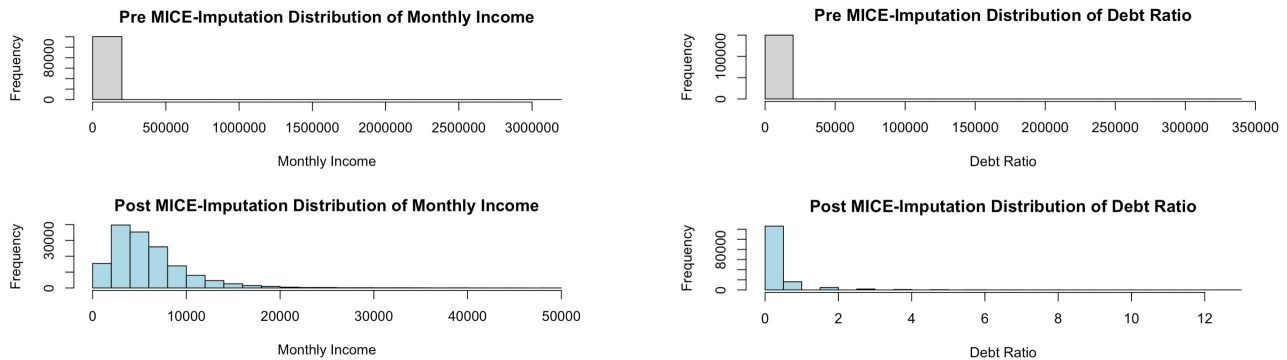 Pre MICE-Imputation Distribution of Monthly Income
Frequency
0 80000
0 500000 1000000 1500000 2000000 2500000 3000000
Monthly Income
Pre MICE-Imputation Distribution of Debt Ratio
Frequency
0 100000
0 50000 100000 150000 200000 250000 300000 350000
Debt Ratio
Post MICE-Imputation Distribution of Monthly Income
Frequency
0 30000
0 10000 20000 30000 40000 50000
Monthly Income
Post MICE-Imputation Distribution of Debt Ratio
Frequency
0 80000
0 2 4 6 8 10 12
Debt Ratio